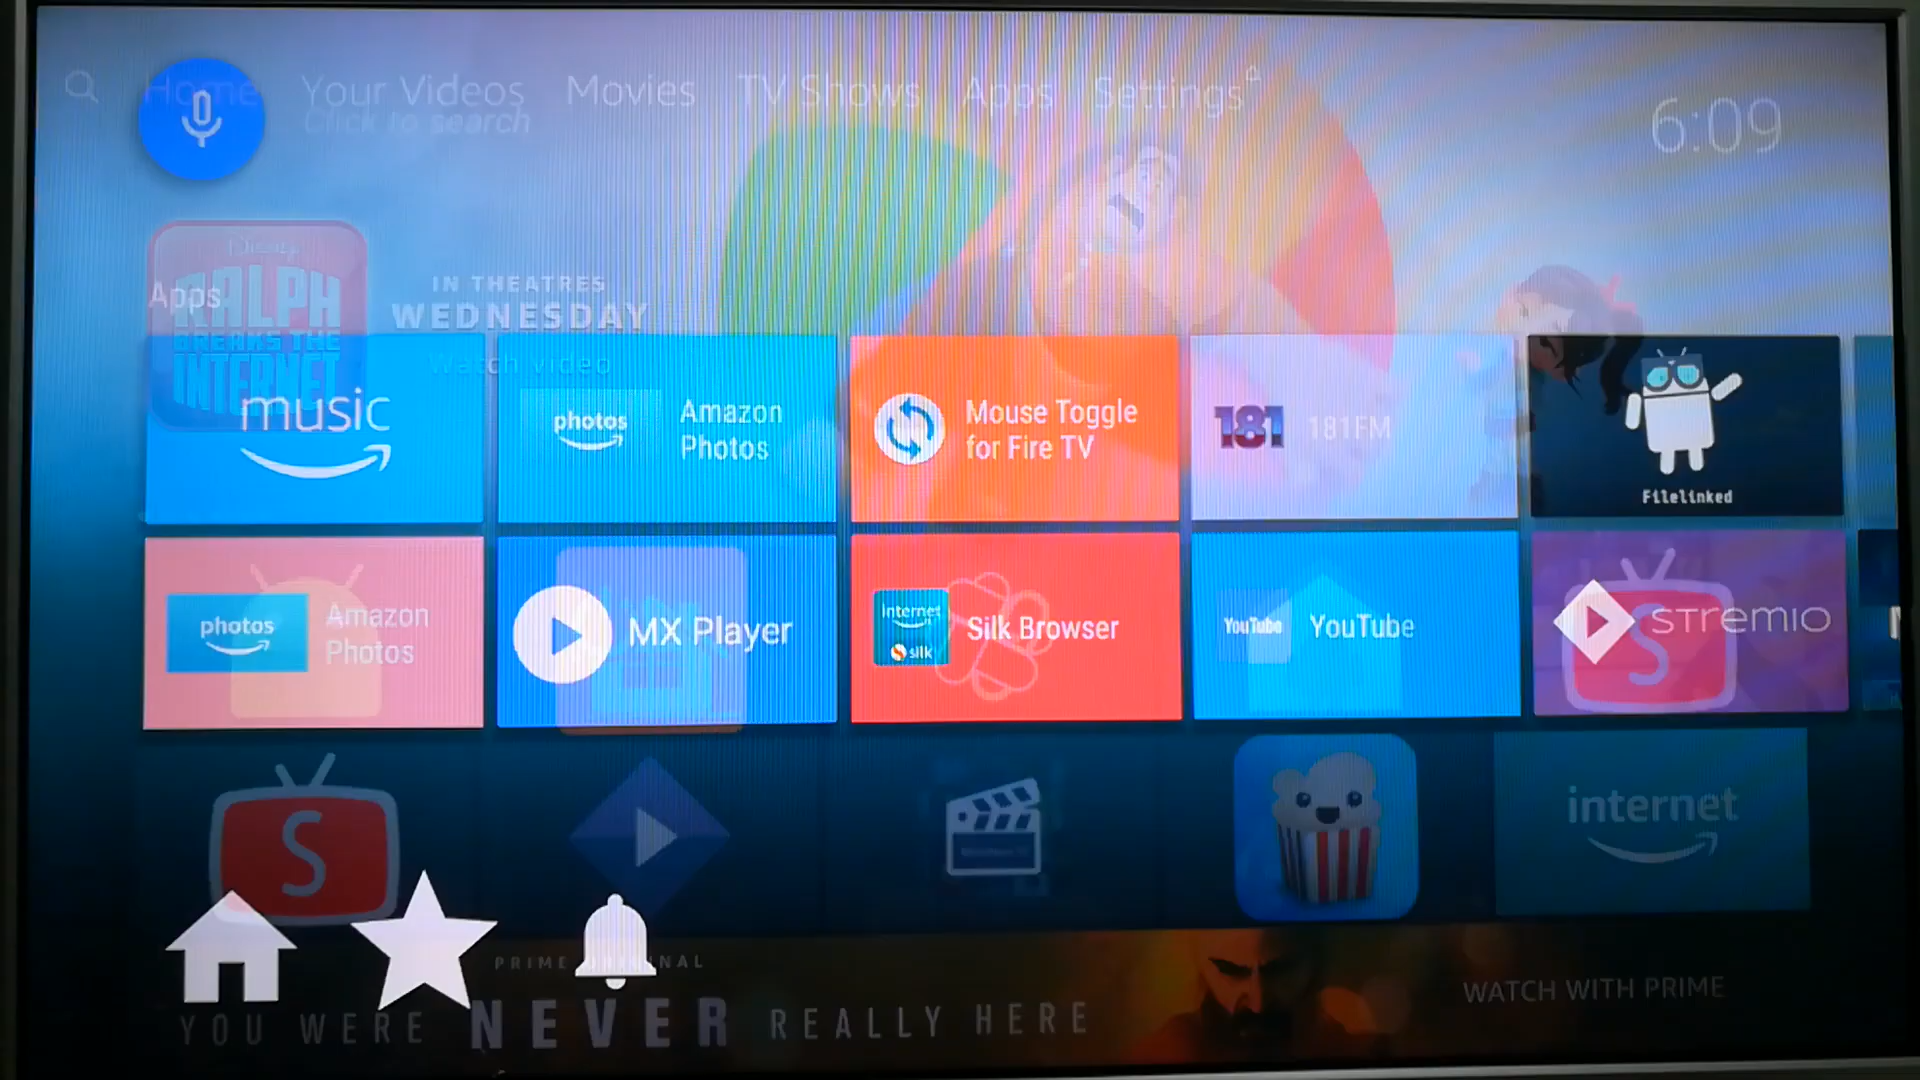 Home Your Videos Movies TV Shows Apps Settings
Click to search
6:09
Disney
RALPH
BREAKS THE
INTERNET
IN THEATRES
WEDNESDAY
Watch video
Apps
music
photos
Amazon
Photos
Mouse Toggle
for Fire TV
181
181FM
Filelinked
photos
Amazon
Photos
MX Player
internet
silk
Silk Browser
YouTube
YouTube
STREMIO
S
S
internet
PRIME ORIGINAL
YOU WERE NEVER REALLY HERE
WATCH WITH PRIME